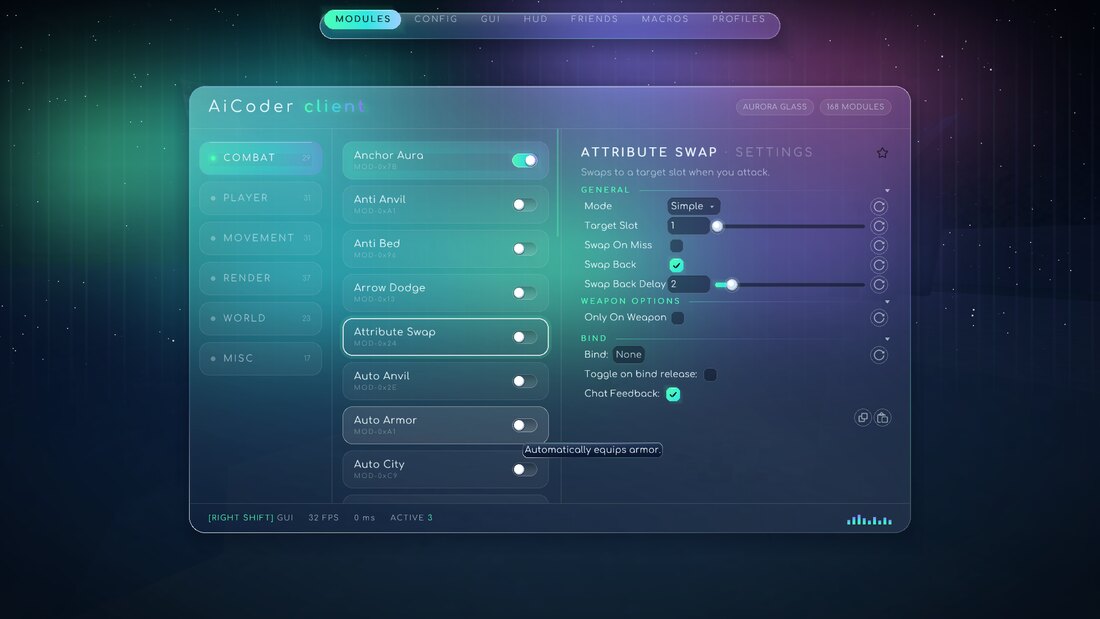 MODULES CONFIG GUI HUD FRIENDS MACROS PROFILES
AiCoder client
AURORA GLASS
168 MODULES
COMBAT 29
PLAYER 31
MOVEMENT 31
RENDER 37
WORLD 23
MISC 17
Anchor Aura
MOD-0x7B
Anti Anvil
MOD-0xA1
Anti Bed
MOD-0x96
Arrow Dodge
MOD-0x13
Attribute Swap
MOD-0x24
Auto Anvil
MOD-0x2E
Auto Armor
MOD-0xA1
Auto City
MOD-0xC9
ATTRIBUTE SWAP · SETTINGS
Swaps to a target slot when you attack.
GENERAL
Mode Simple
Target Slot 1
Swap On Miss
Swap Back
Swap Back Delay 2
WEAPON OPTIONS
Only On Weapon
BIND
Bind: None
Toggle on bind release:
Chat Feedback:
Automatically equips armor.
[RIGHT SHIFT] GUI 32 FPS 0 ms ACTIVE 3